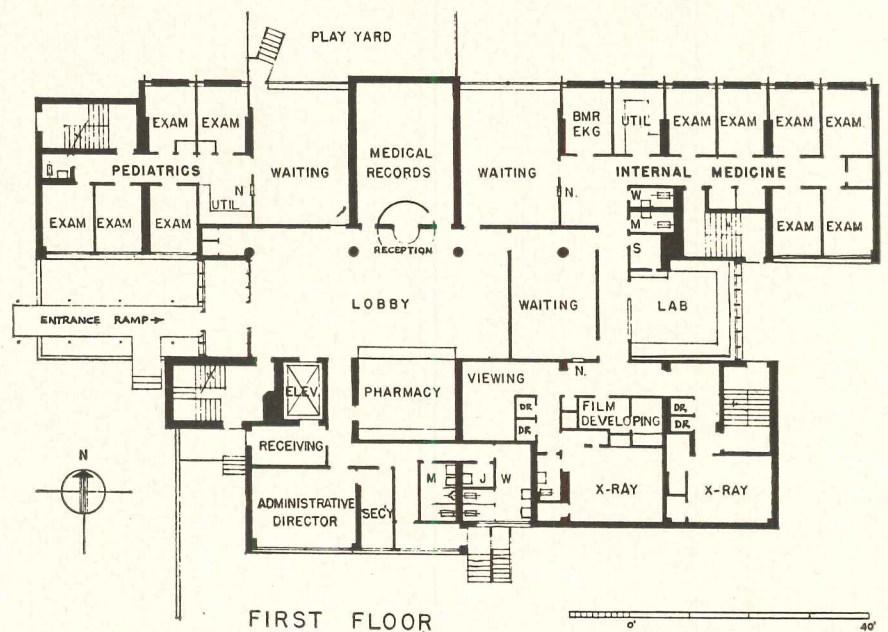 PLAY YARD
EXAM EXAM
BMR
EKG
UTIL
EXAM EXAM EXAM EXAM
MEDICAL
RECORDS
PEDIATRICS
WAITING
WAITING
INTERNAL MEDICINE
N
UTIL
N.
W
M
S
EXAM EXAM EXAM
EXAM EXAM
RECEPTION
LOBBY
WAITING
LAB
ENTRANCE RAMP→
ELEV.
PHARMACY
VIEWING
N.
DR.
DR.
FILM
DEVELOPING
DR.
DR.
RECEIVING
N
M
J
W
X-RAY
X-RAY
ADMINISTRATIVE
DIRECTOR
SEC'Y
FIRST FLOOR
0'
40'